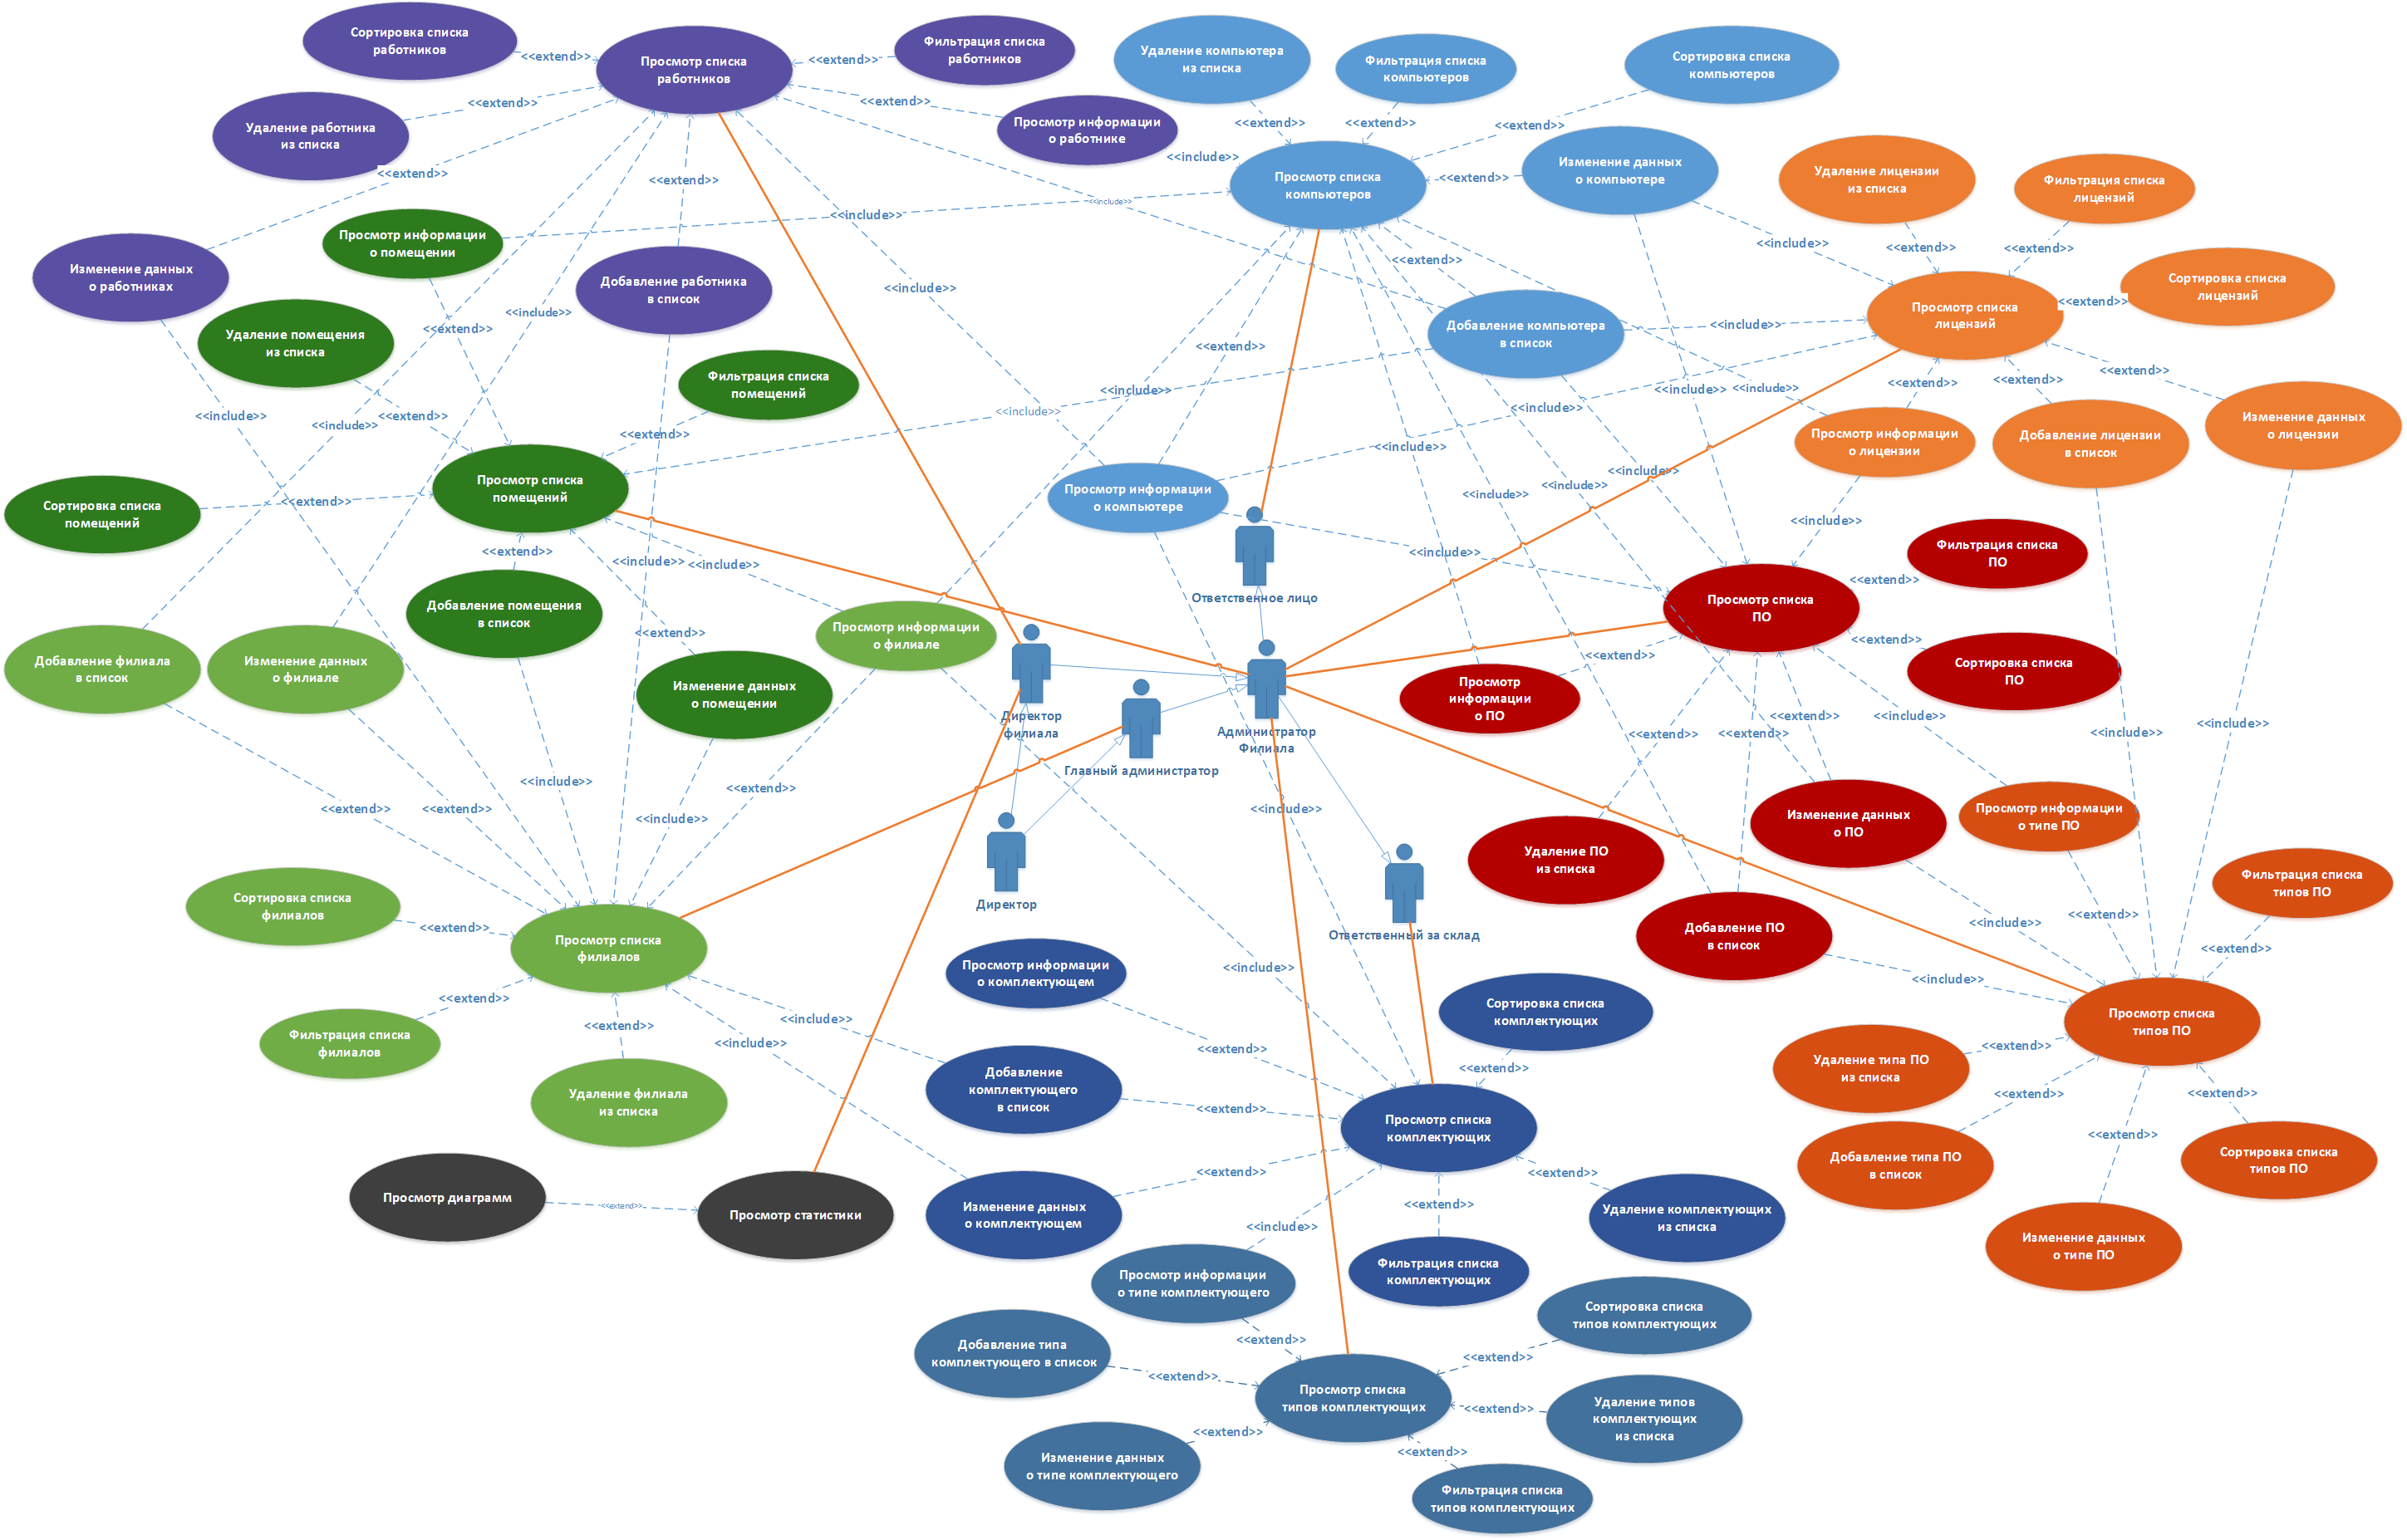 Сортировка списка
работников
<<extend>>
Просмотр списка
работников
<<extend>>
Фильтрация списка
работников
Удаление компьютера
из списка
Фильтрация списка
компьютеров
Сортировка списка
компьютеров
Удаление работника
из списка
<<extend>>
<<extend>>
Просмотр информации
о работнике
<<extend>>
<<extend>>
<<extend>>
<<extend>>
<<extend>>
<<include>>
Просмотр списка
компьютеров
<<extend>>
Изменение данных
о компьютере
Удаление лицензии
из списка
Фильтрация списка
лицензий
<<include>>
<<include>>
Просмотр информации
о помещении
Изменение данных
о работниках
Добавление работника
в список
<<include>>
<<extend>>
<<include>>
<<extend>>
<<extend>>
Сортировка списка
лицензий
<<extend>>
Просмотр списка
лицензий
Удаление помещения
из списка
<<extend>>
<<include>>
<<extend>>
Добавление компьютера
в список
<<include>>
Фильтрация списка
помещений
<<include>>
<<include>>
<<include>>
<<include>>
<<extend>>
<<extend>>
<<extend>>
<<include>>
<<extend>>
<<include>>
<<extend>>
<<include>>
<<include>>
Просмотр информации
о лицензии
Добавление лицензии
в список
Изменение данных
о лицензии
Просмотр списка
помещений
Сортировка списка
помещений
<<extend>>
Просмотр информации
о компьютере
<<include>>
<<include>>
<<include>>
<<include>>
<<extend>>
<<include>>
<<include>>
<<include>>
Фильтрация списка
ПО
<<extend>>
Ответственное лицо
Просмотр списка
ПО
Добавление помещения
в список
Просмотр информации
о филиале
<<extend>>
<<extend>>
<<extend>>
Сортировка списка
ПО
Добавление филиала
в список
Изменение данных
о филиале
Изменение данных
о помещении
Просмотр
информации
о ПО
Директор
филиала
Администратор
Филиала
Главный администратор
<<extend>>
<<extend>>
<<extend>>
<<include>>
<<include>>
<<include>>
<<include>>
<<extend>>
<<extend>>
<<extend>>
<<include>>
<<include>>
Изменение данных
о ПО
Просмотр информации
о типе ПО
Удаление ПО
из списка
Фильтрация списка
типов ПО
Директор
Сортировка списка
филиалов
<<extend>>
Просмотр списка
филиалов
Ответственный за склад
Добавление ПО
в список
<<include>>
<<extend>>
<<extend>>
<<include>>
<<include>>
Просмотр информации
о комплектующем
Сортировка списка
комплектующих
Просмотр списка
типов ПО
<<extend>>
<<extend>>
<<include>>
<<include>>
Фильтрация списка
филиалов
<<extend>>
<<extend>>
<<extend>>
Удаление типа ПО
из списка
Удаление филиала
из списка
Добавление
комплектующего
в список
<<extend>>
Просмотр списка
комплектующих
<<extend>>
<<extend>>
<<extend>>
Добавление типа ПО
в список
Сортировка списка
типов ПО
<<extend>>
<<extend>>
Просмотр диаграмм
<<extend>>
Просмотр статистики
Изменение данных
о комплектующем
<<extend>>
<<include>>
Удаление комплектующих
из списка
Изменение данных
о типе ПО
Просмотр информации
о типе комплектующего
Фильтрация списка
комплектующих
Сортировка списка
типов комплектующих
<<extend>>
Добавление типа
комплектующего в список
<<extend>>
<<extend>>
Просмотр списка
типов комплектующих
<<extend>>
Удаление типов
комплектующих
из списка
<<extend>>
<<extend>>
Изменение данных
о типе комплектующего
Фильтрация списка
типов комплектующих